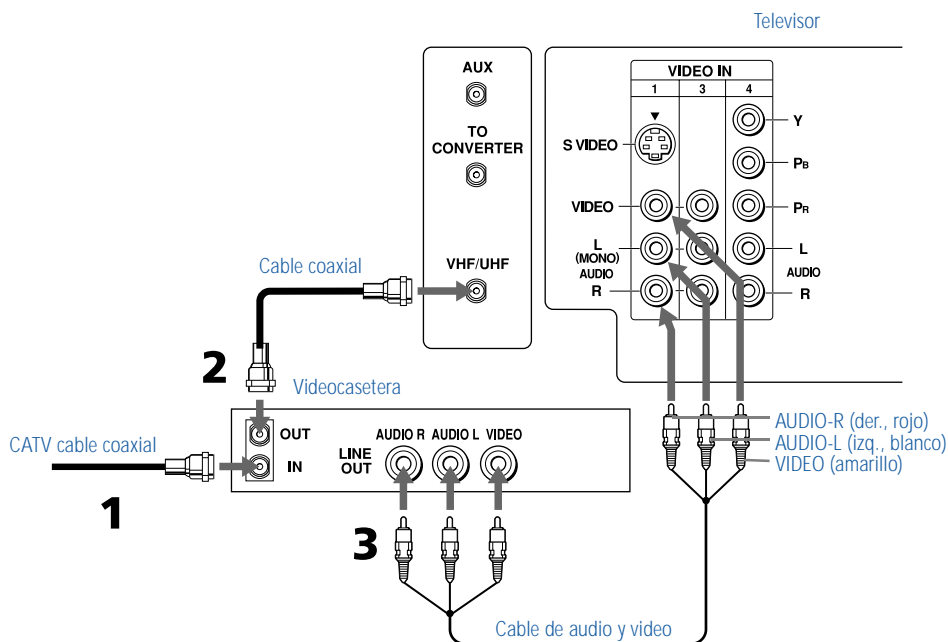 Televisor
AUX
TO
CONVERTER
VHF/UHF
VIDEO IN
1 3 4
S VIDEO
VIDEO
L
(MONO)
AUDIO
R
Y
PB
PR
L
AUDIO
R
Cable coaxial
2
Videocasetera
CATV cable coaxial
1
OUT
IN
LINE
OUT
AUDIO R AUDIO L VIDEO
3
AUDIO-R (der., rojo)
AUDIO-L (izq., blanco)
VIDEO (amarillo)
Cable de audio y video